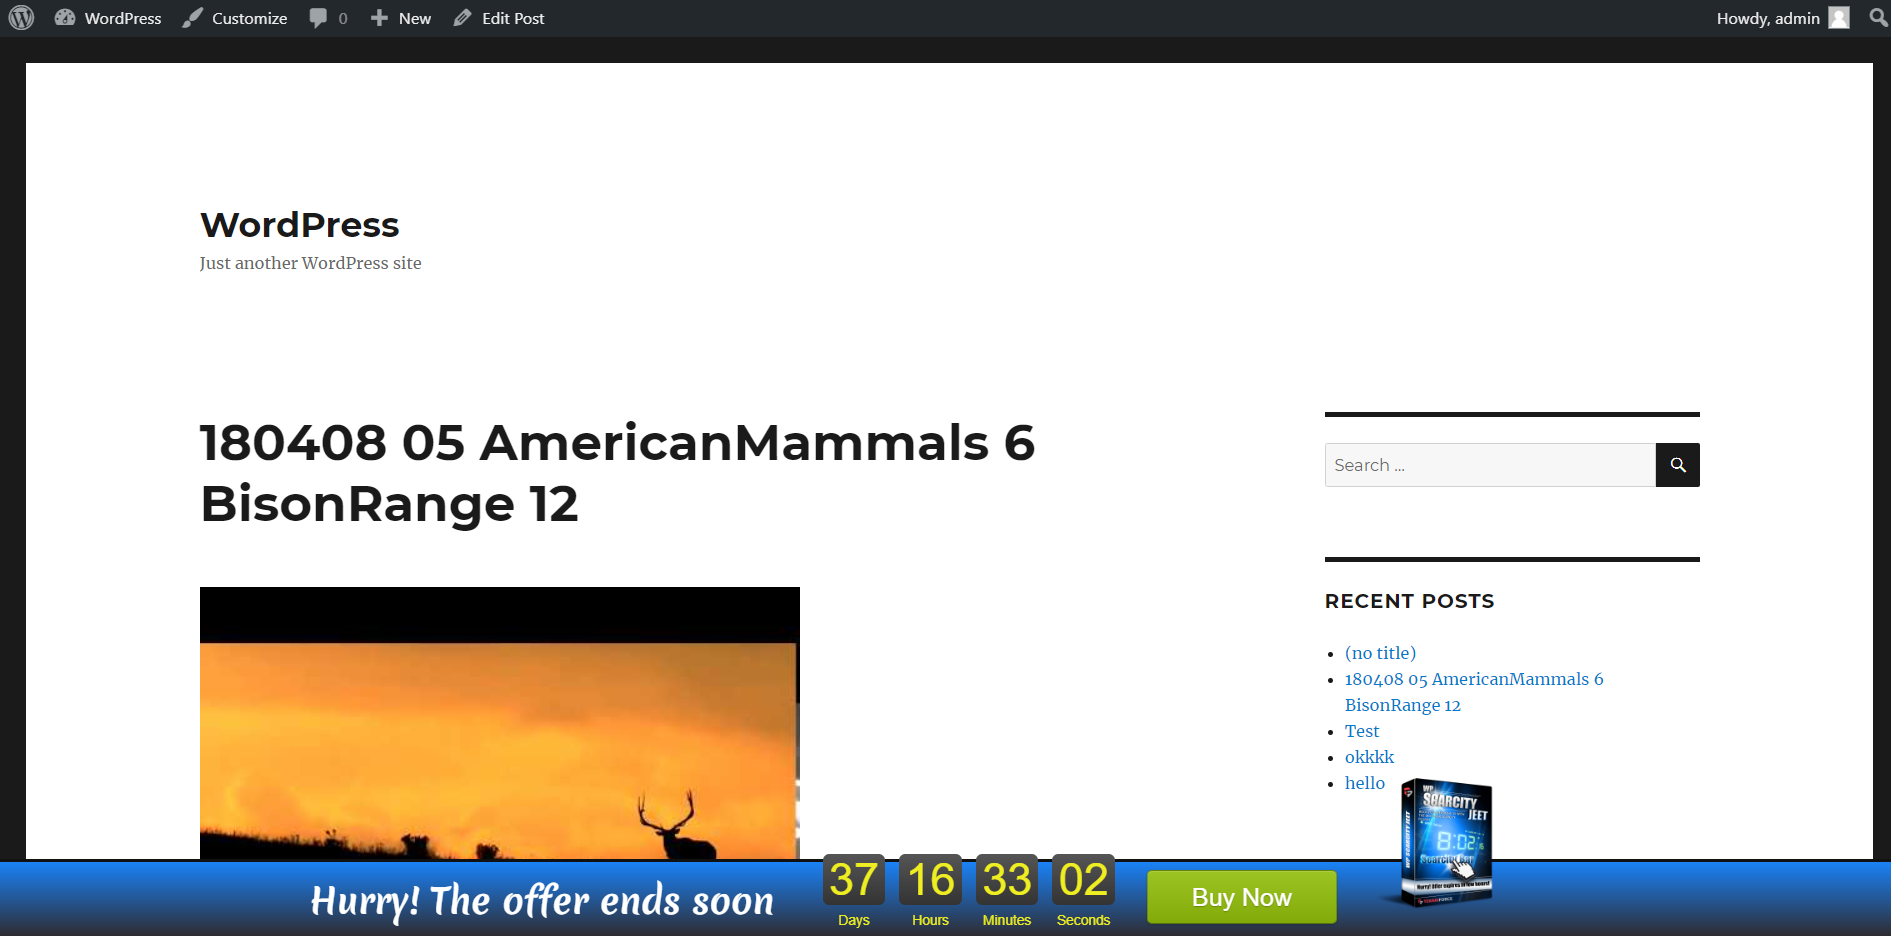 WordPress Customize 0 New Edit Post Howdy, admin
WordPress
Just another WordPress site
180408 05 AmericanMammals 6
BisonRange 12
Search …
RECENT POSTS
(no title)
180408 05 AmericanMammals 6
BisonRange 12
Test
okkkk
hello
WP
SCARCITY
JEET
8:02
Hurry! The offer ends soon
37 16 33 02
Days Hours Minutes Seconds
Buy Now